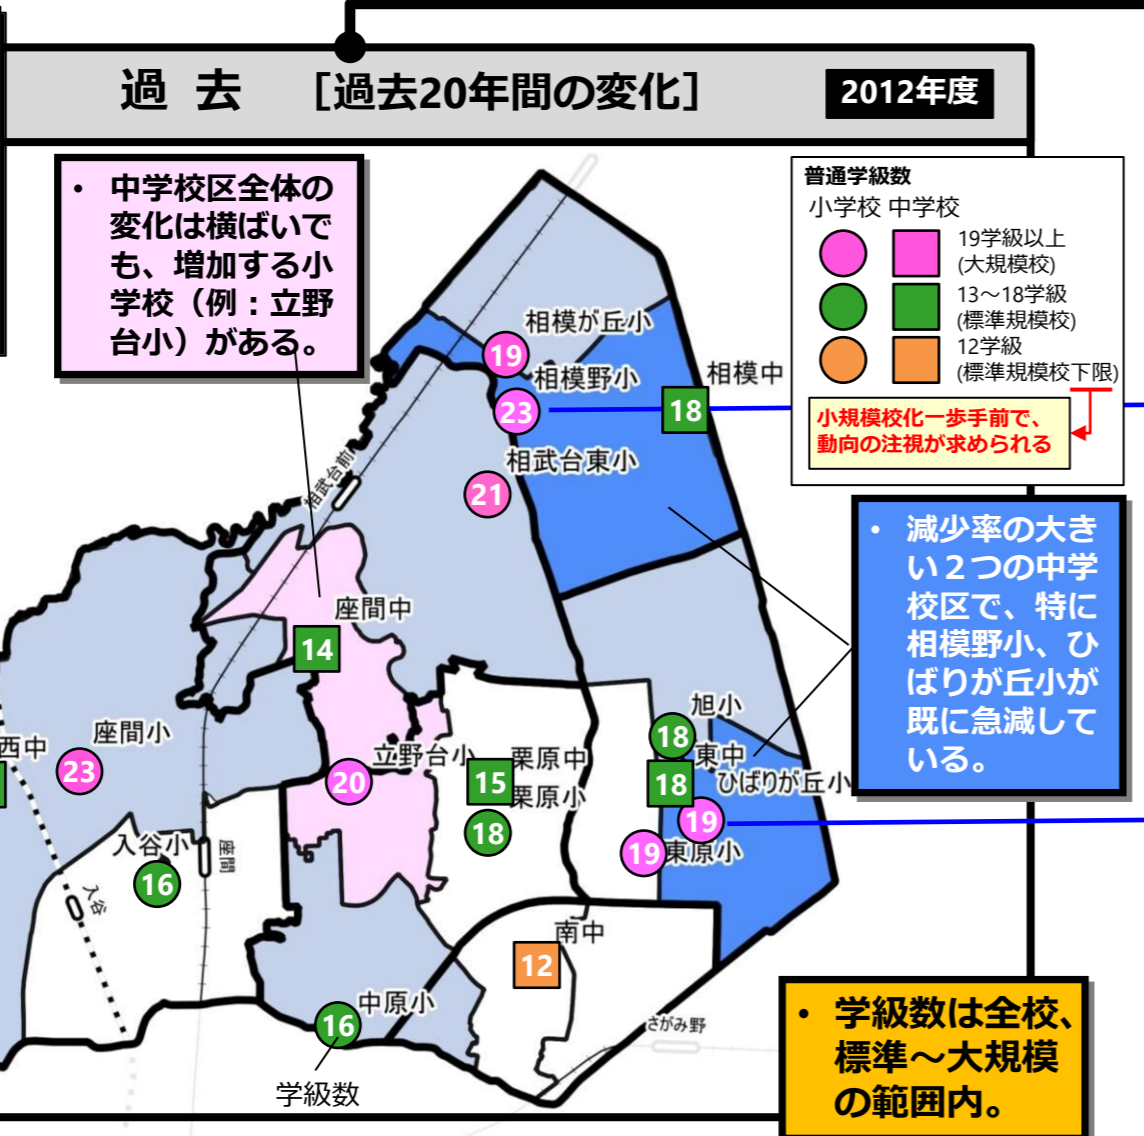 過 去 ［過去20年間の変化］ 2012年度
・ 中学校区全体の
変化は横ばいで
も、増加する小
学校（例：立野
台小）がある。
普通学級数
小学校 中学校
19学級以上
(大規模校)
13～18学級
(標準規模校)
12学級
(標準規模校下限)
小規模校化一歩手前で、
動向の注視が求められる
相模が丘小
19
相模野小
23
相模中
18
相武台東小
21
相武台前
・ 減少率の大き
い２つの中学
校区で、特に
相模野小、ひ
ばりが丘小が
既に急減して
いる。
座間中
14
旭小
18
東中
18
ひばりが丘小
19
19
東原小
西中
座間小
23
立野台小
20
栗原中
15
栗原小
18
入谷小
16
座間
入谷
南中
12
中原小
16
さがみ野
学級数
・ 学級数は全校、
標準～大規模
の範囲内。